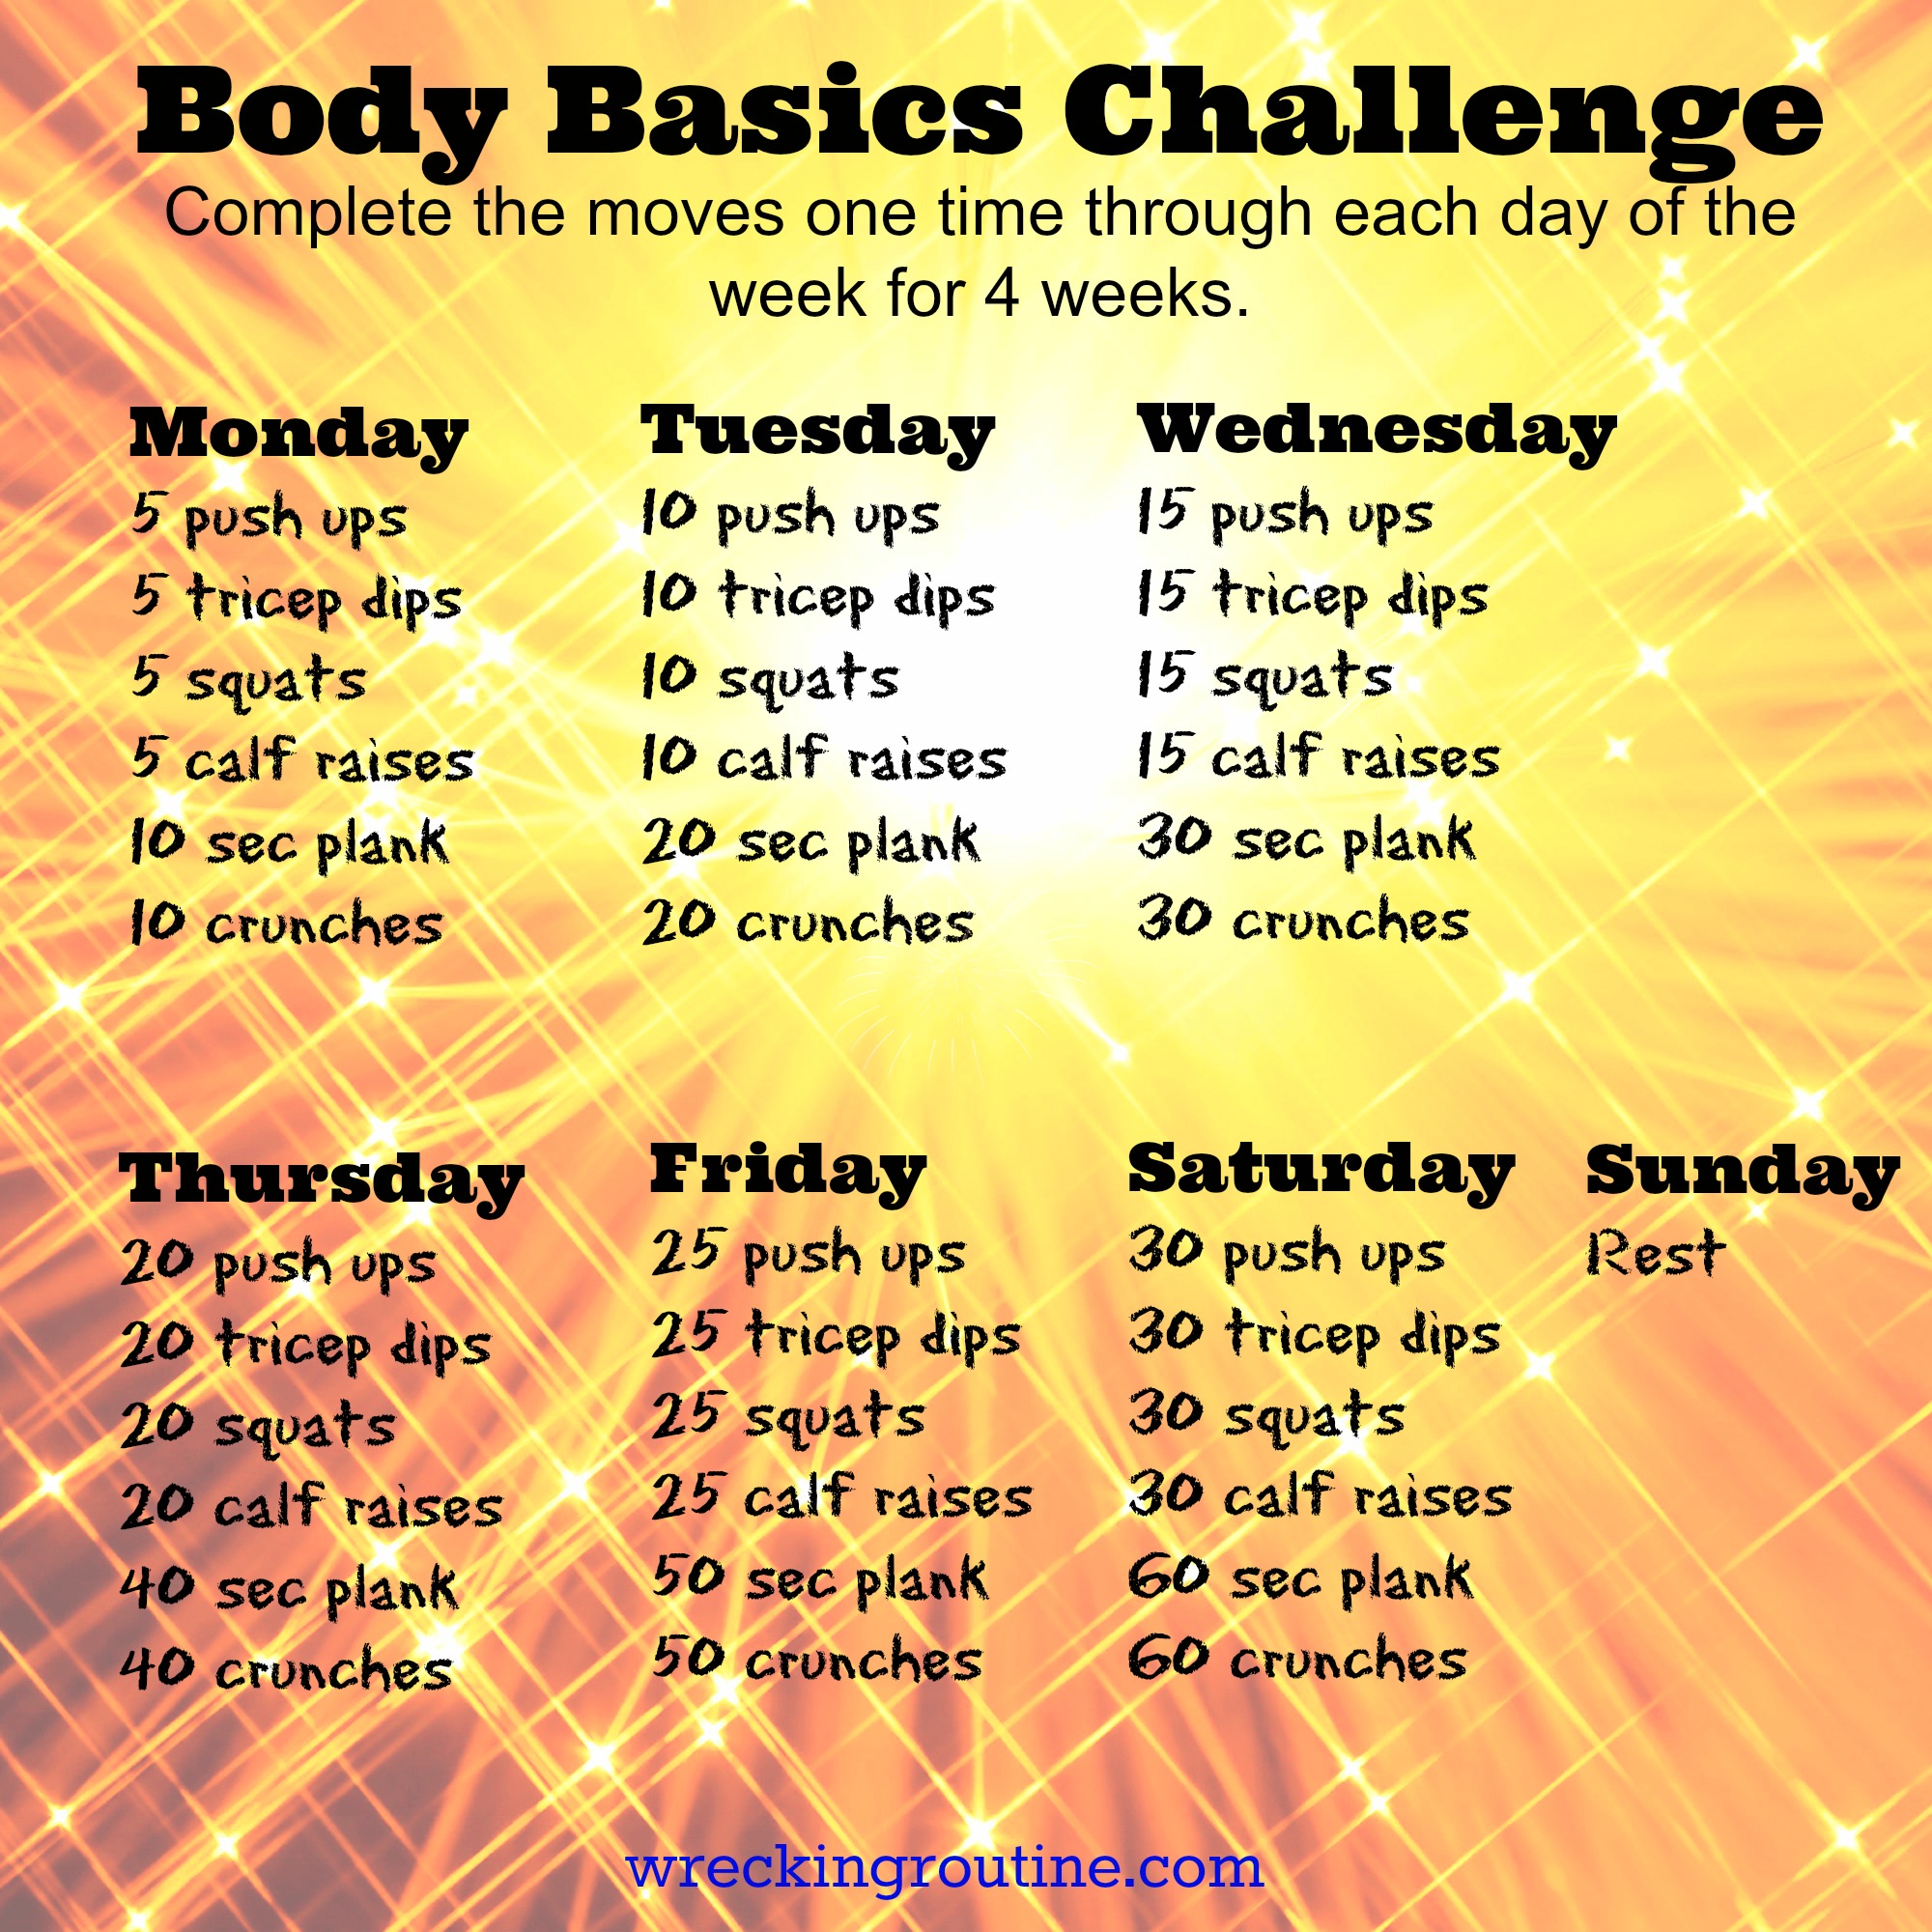 Body Basics Challenge
Complete the moves one time through each day of the
week for 4 weeks.
Monday
5 push ups
5 tricep dips
5 squats
5 calf raises
10 sec plank
10 crunches
Tuesday
10 push ups
10 tricep dips
10 squats
10 calf raises
20 sec plank
20 crunches
Wednesday
15 push ups
15 tricep dips
15 squats
15 calf raises
30 sec plank
30 crunches
Thursday
20 push ups
20 tricep dips
20 squats
20 calf raises
40 sec plank
40 crunches
Friday
25 push ups
25 tricep dips
25 squats
25 calf raises
50 sec plank
50 crunches
Saturday
30 push ups
30 tricep dips
30 squats
30 calf raises
60 sec plank
60 crunches
Sunday
Rest
wreckingroutine.com